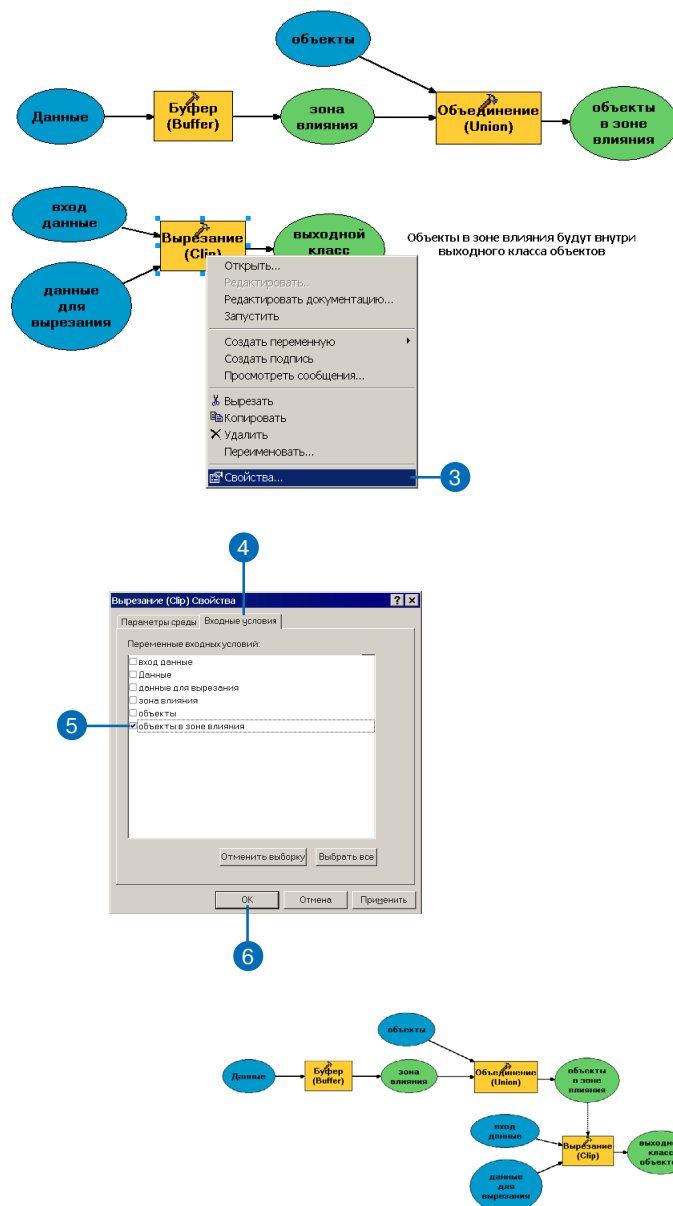 объекты
Данные
Буфер
(Buffer)
зона
влияния
Объединение
(Union)
объекты
в зоне
влияния
вход
данные
Вырезание
(Clip)
выходной
класс
Объекты в зоне влияния будут внутри
выходного класса объектов
данные
для
вырезания
Открыть...
Редактировать...
Редактировать документацию...
Запустить
Создать переменную
Создать подпись
Просмотреть сообщения...
Вырезать
Копировать
Удалить
Переименовать...
Свойства...
3
4
Вырезание (Clip) Свойства
Параметры среды
Входные условия
Переменные входных условий:
вход данные
Данные
данные для вырезания
зона влияния
объекты
объекты в зоне влияния
5
Отменить выборку
Выбрать все
OK
Отмена
Применить
6
объекты
Данные
Буфер
(Buffer)
зона
влияния
Объединение
(Union)
объекты
в зоне
влияния
вход
данные
Вырезание
(Clip)
выходн
класс
объект
данные
для
вырезания